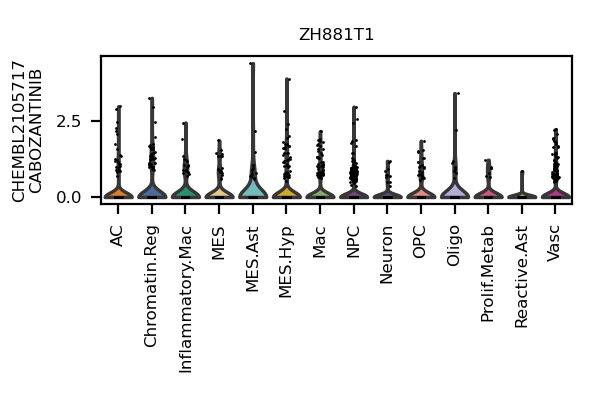 ZH881T1
CHEMBL2105717
CABOZANTINIB
2.5
0.0
AC
Chromatin.Reg
Inflammatory.Mac
MES
MES.Ast
MES.Hyp
Mac
NPC
Neuron
OPC
Oligo
Prolif.Metab
Reactive.Ast
Vasc